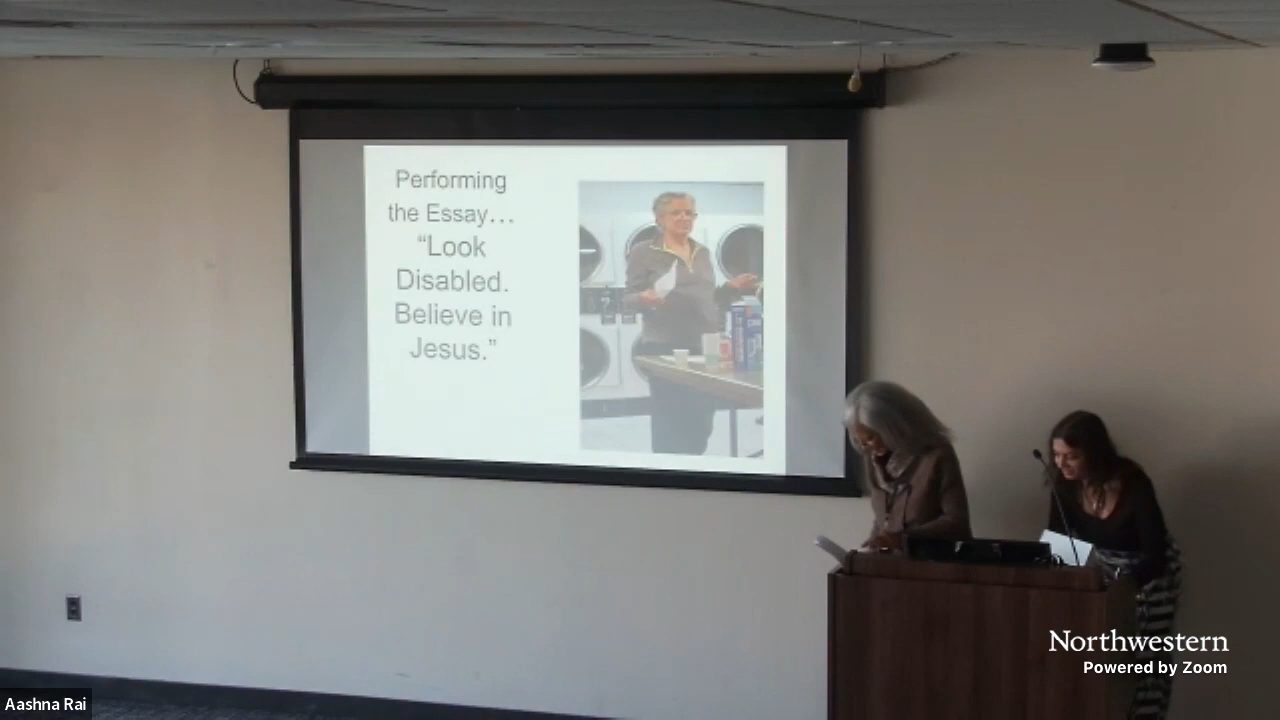 Performing
the Essay...
“Look
Disabled.
Believe in
Jesus.”
Northwestern
Powered by Zoom
Aashna Rai